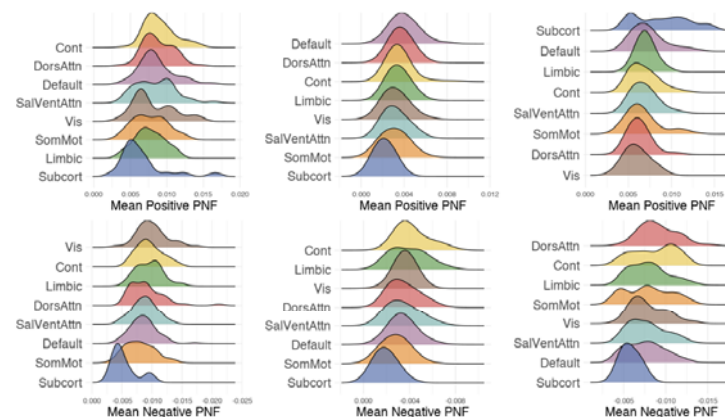 Cont
DorsAttn
Default
SalVentAttn
Vis
SomMot
Limbic
Subcort
0.000 0.005 0.010 0.015 0.020
Mean Positive PNF
Default
DorsAttn
Cont
Limbic
Vis
SalVentAttn
SomMot
Subcort
0.000 0.004 0.008 0.012
Mean Positive PNF
Subcort
Default
Limbic
Cont
SalVentAttn
SomMot
DorsAttn
Vis
0.000 0.005 0.010 0.015
Mean Positive PNF
Vis
Cont
Limbic
DorsAttn
SalVentAttn
Default
SomMot
Subcort
0.000 0.005 0.010 0.015 0.020 0.025
Mean Negative PNF
Cont
Limbic
Vis
DorsAttn
SalVentAttn
Default
SomMot
Subcort
0.000 -0.004 -0.008
Mean Negative PNF
DorsAttn
Cont
Limbic
SomMot
Vis
SalVentAttn
Default
Subcort
-0.005 -0.010 -0.015
Mean Negative PNF